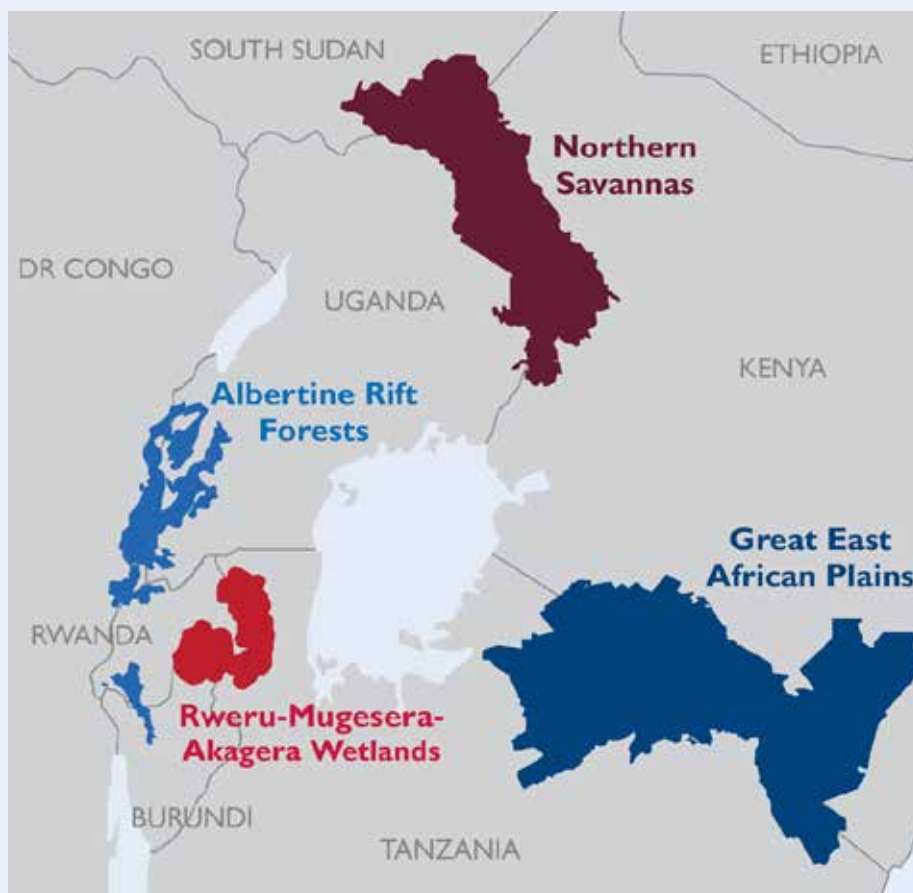 SOUTH SUDAN
ETHIOPIA
Northern
Savannas
DR CONGO
UGANDA
KENYA
Albertine Rift
Forests
Great East
African Plains
RWANDA
Rweru-Mugesera-
Akagera Wetlands
BURUNDI
TANZANIA